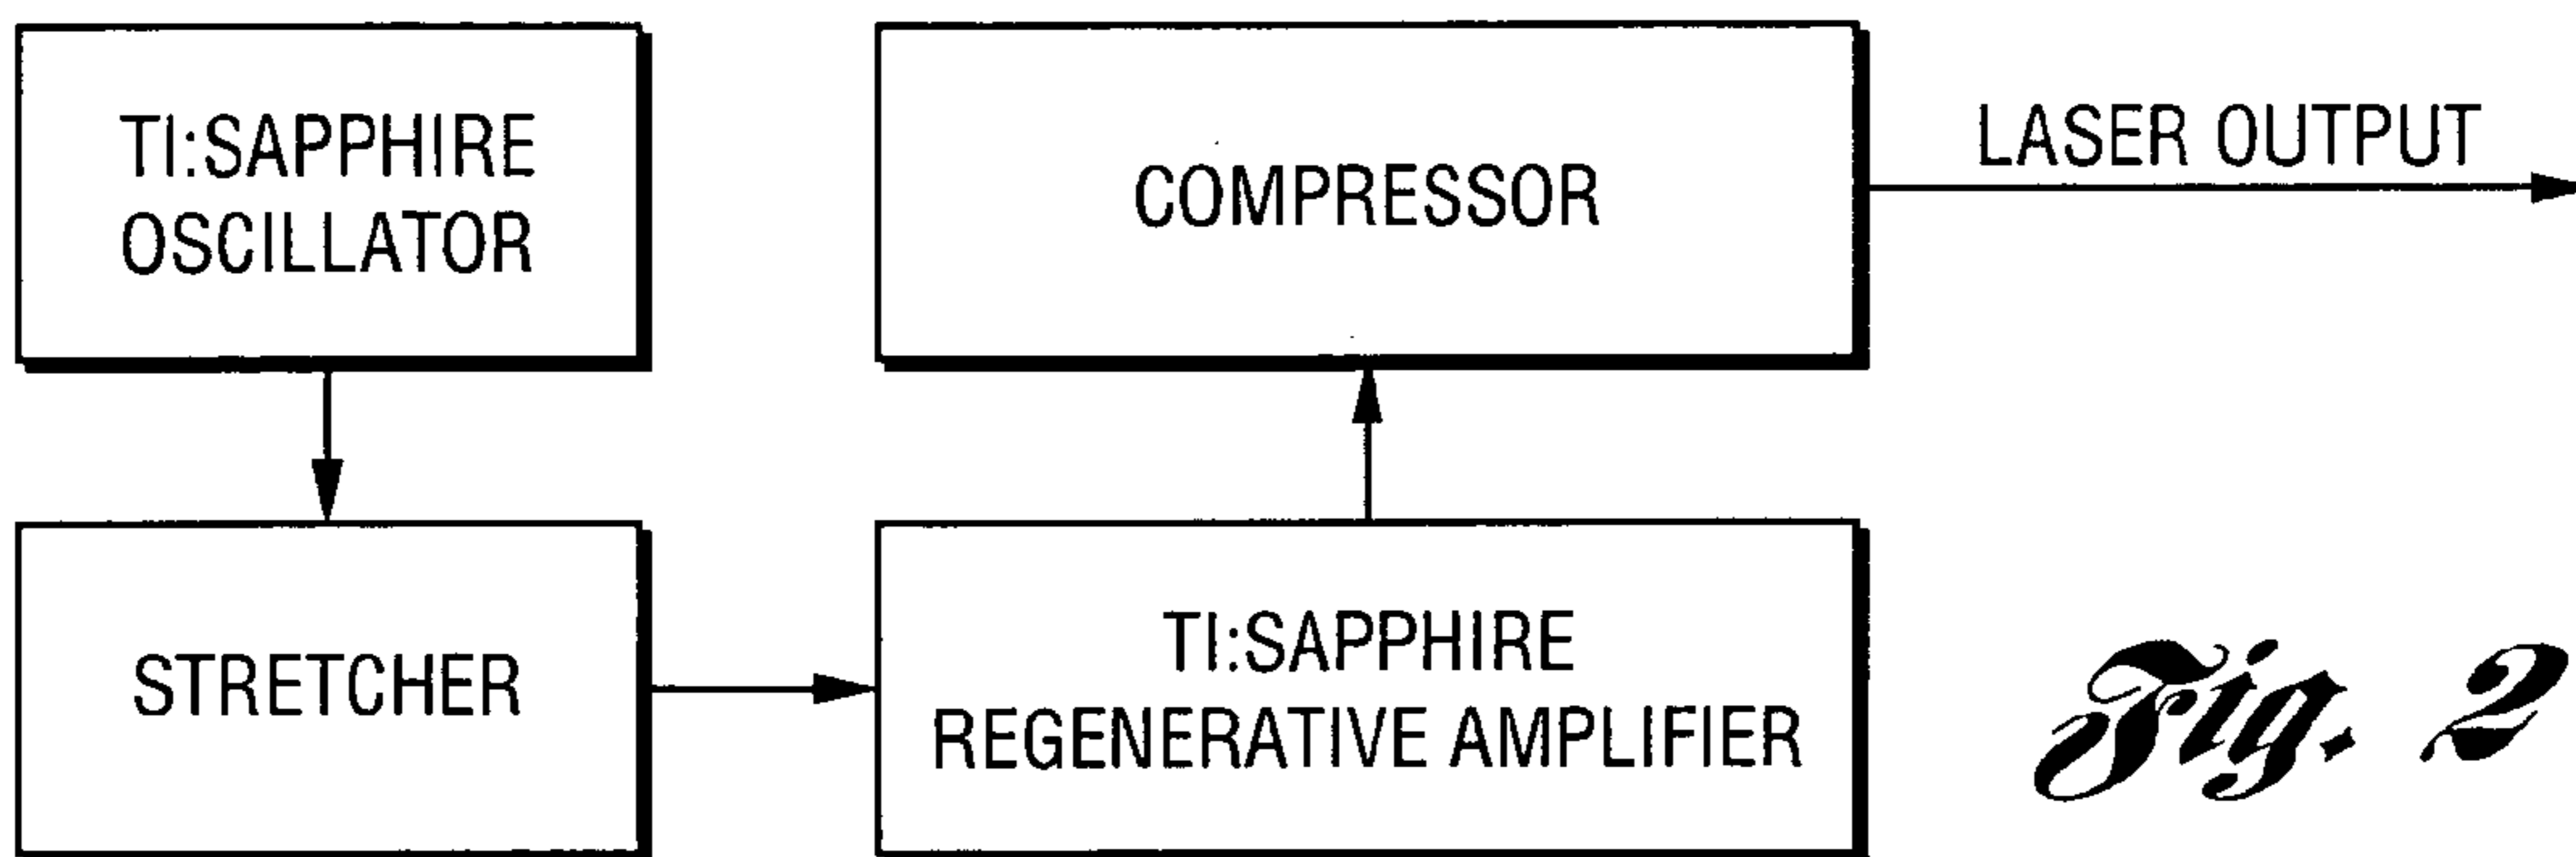 TI:SAPPHIRE
OSCILLATOR
COMPRESSOR
LASER OUTPUT
STRETCHER
TI:SAPPHIRE
REGENERATIVE AMPLIFIER
Fig. 2